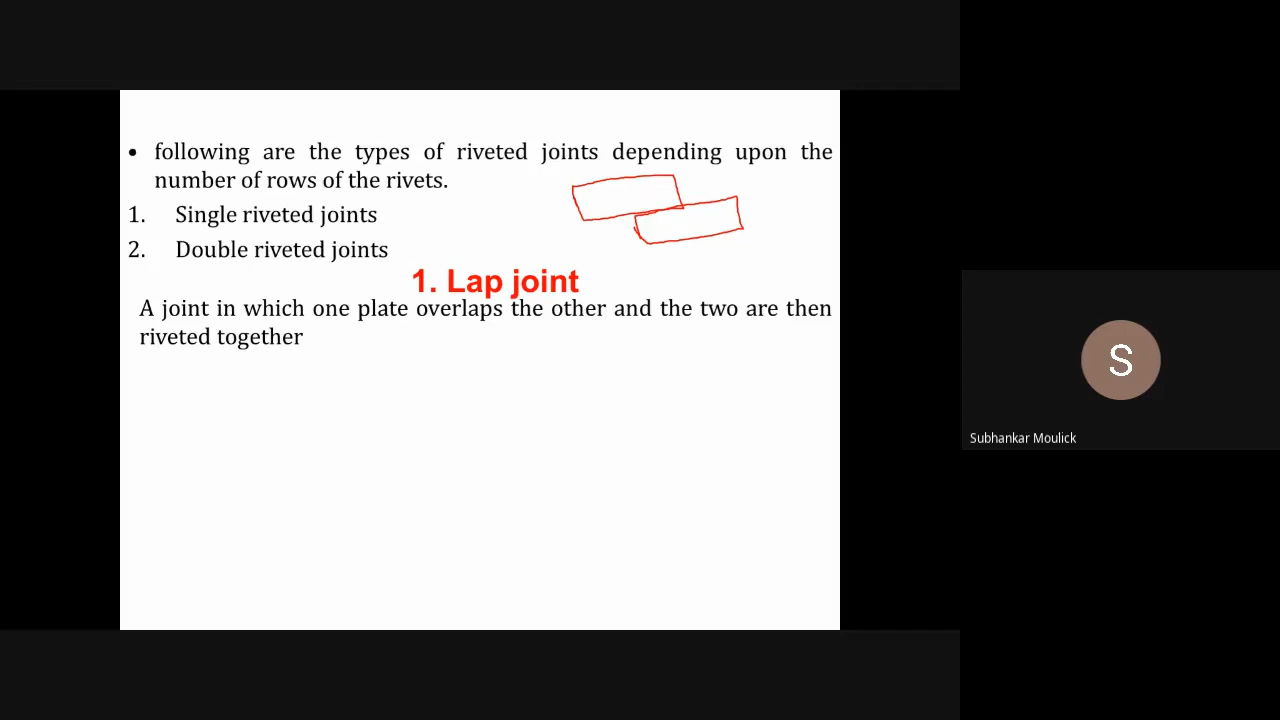 • following are the types of riveted joints depending upon the
number of rows of the rivets.
1. Single riveted joints
2. Double riveted joints
1. Lap joint
A joint in which one plate overlaps the other and the two are then
riveted together
S
Subhankar Moulick